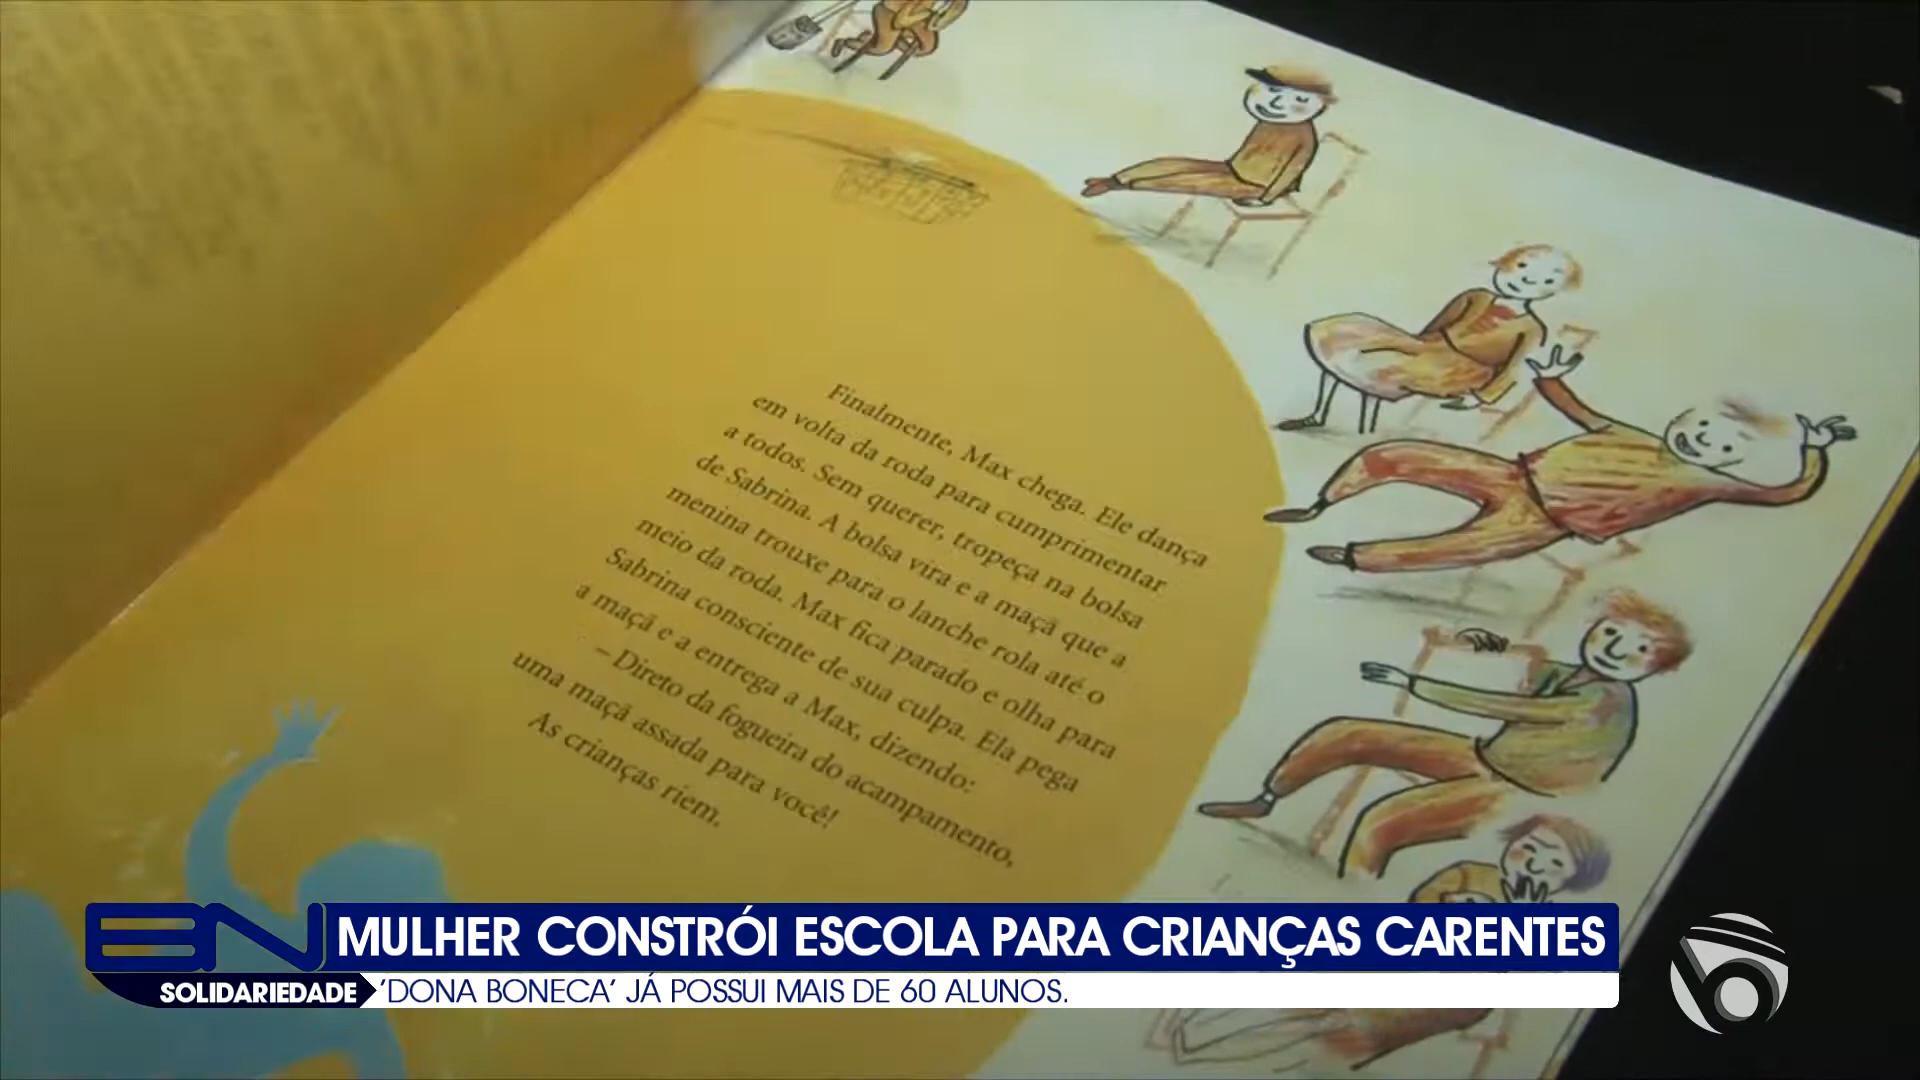 Finalmente, Max chega. Ele dança
em volta da roda para cumprimentar
a todos. Sem querer, tropeça na bolsa
de Sabrina. A bolsa vira e a maçã que a
menina trouxe para o lanche rola até o
meio da roda. Max fica parado e olha para
Sabrina consciente de sua culpa. Ela pega
a maçã e a entrega a Max, dizendo:
– Direto da fogueira do acampamento,
uma maçã assada para você!
As crianças riem.
BN MULHER CONSTRÓI ESCOLA PARA CRIANÇAS CARENTES
SOLIDARIEDADE 'DONA BONECA' JÁ POSSUI MAIS DE 60 ALUNOS.